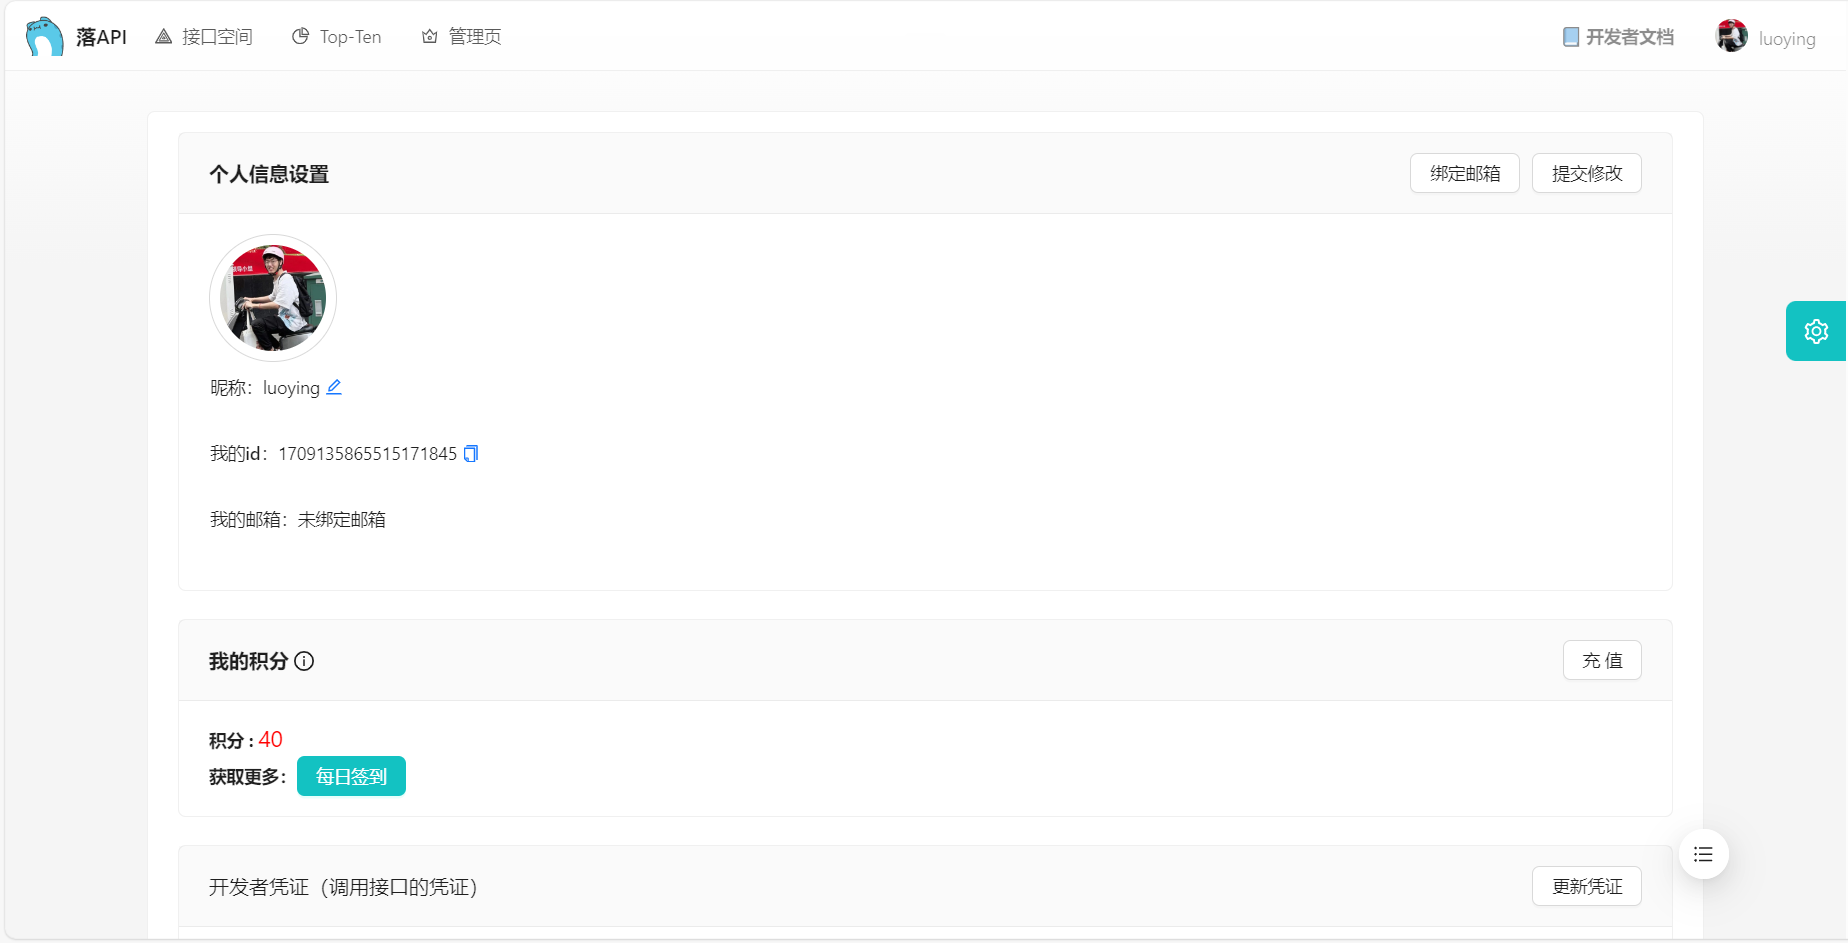 落API 接口空间 Top-Ten 管理页 开发者文档 luoying
个人信息设置 绑定邮箱 提交修改
昵称：luoying
我的id：1709135865515171845
我的邮箱：未绑定邮箱
我的积分 充 值
积分 : 40
获取更多： 每日签到
开发者凭证（调用接口的凭证） 更新凭证